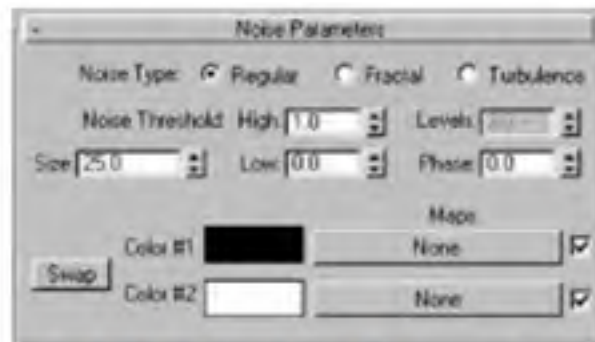 - Noise Parameters
Noise Type: Regular Fractal Turbulence
Noise Threshold: High: 1.0 Levels:
Size: 25.0 Low: 0.0 Phase: 0.0
Maps
Color #1 None
Swap
Color #2 None